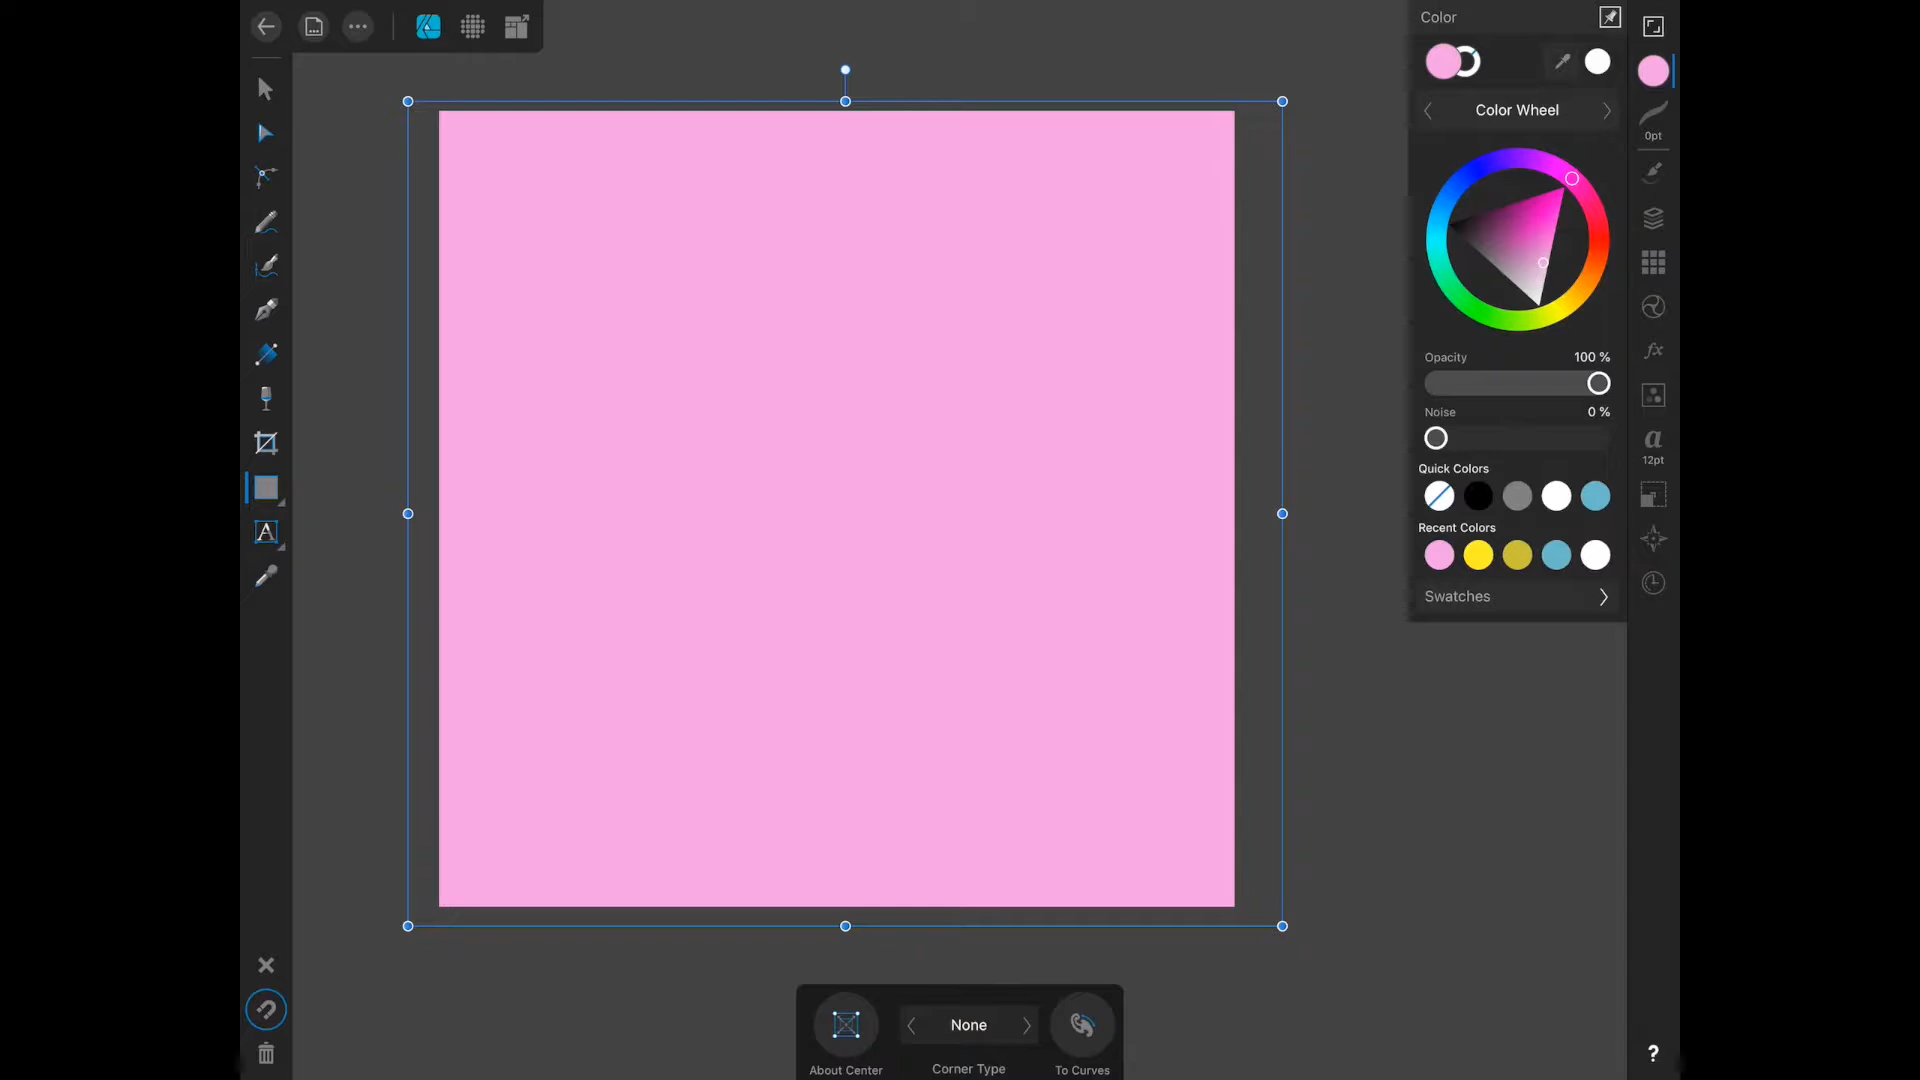 Color
Color Wheel
0pt
Opacity 100 %
Noise 0 %
Quick Colors
Recent Colors
Swatches
fx
a
12pt
A
None
About Center Corner Type To Curves
?